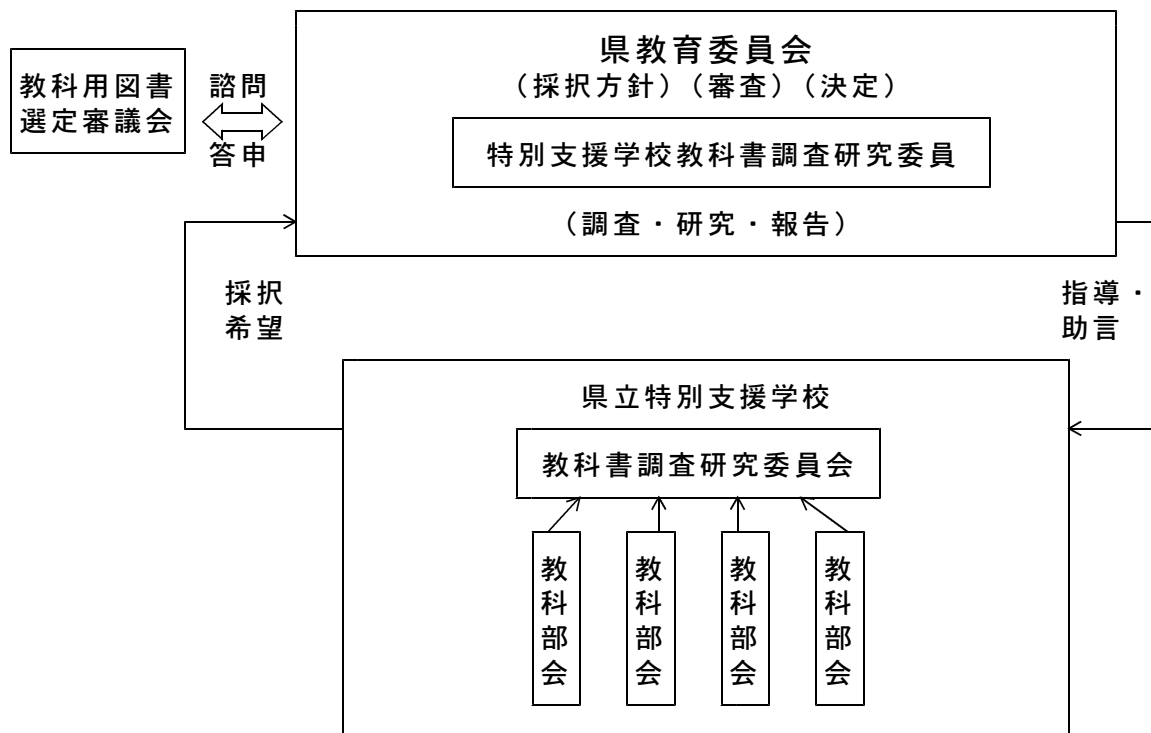 県教育委員会
(採択方針)(審査)(決定)
教科用図書
選定審議会
諮問
答申
特別支援学校教科書調査研究委員
(調査・研究・報告)
採択
希望
指導・
助言
県立特別支援学校
教科書調査研究委員会
教科部会
教科部会
教科部会
教科部会